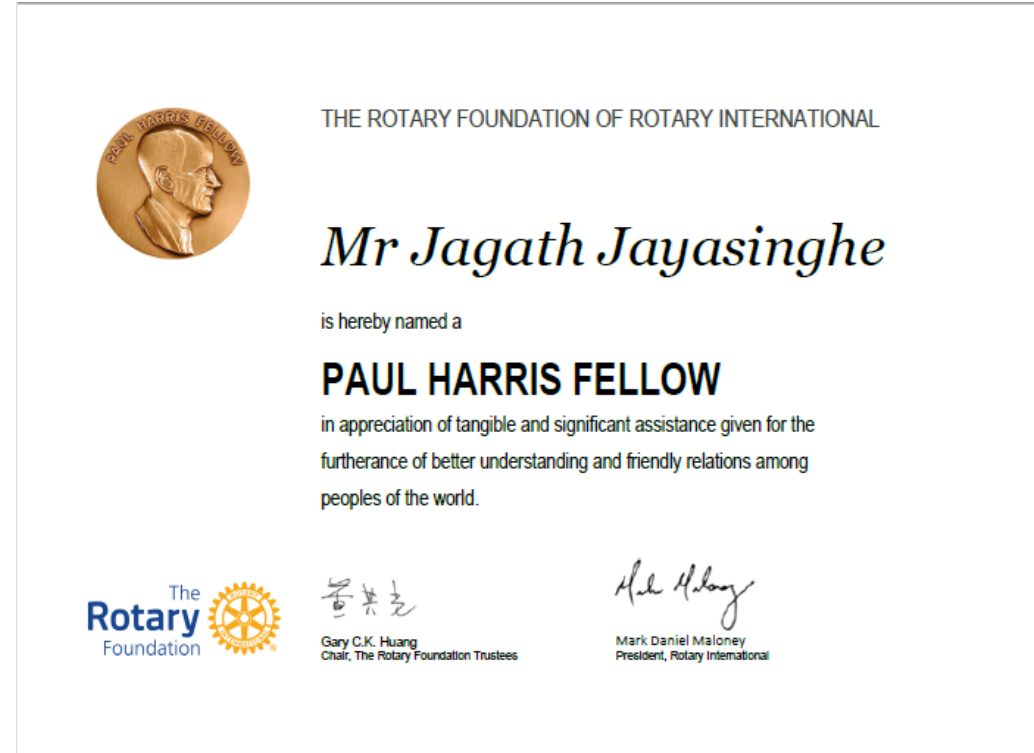 PAUL HARRIS FELLOW
THE ROTARY FOUNDATION OF ROTARY INTERNATIONAL
Mr Jagath Jayasinghe
is hereby named a
PAUL HARRIS FELLOW
in appreciation of tangible and significant assistance given for the
furtherance of better understanding and friendly relations among
peoples of the world.
The
Rotary
Foundation
ROTARY
INTERNATIONAL
Gary C.K. Huang
Chair, The Rotary Foundation Trustees
Mark Daniel Maloney
President, Rotary International